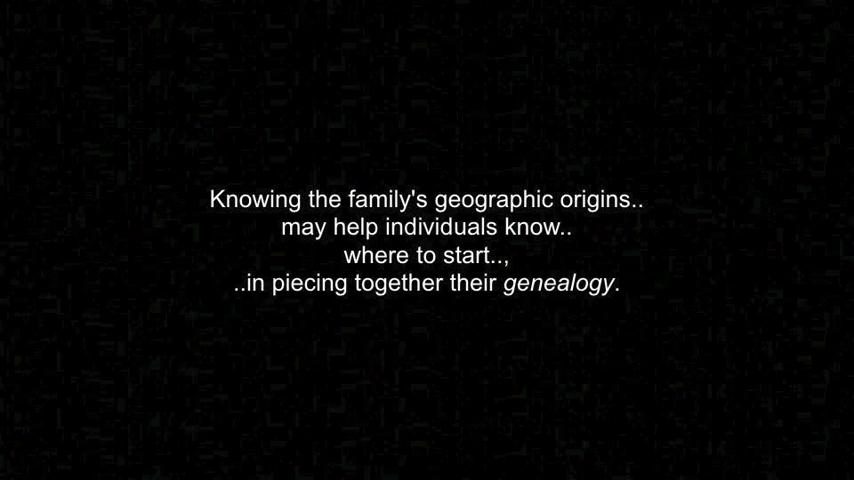 Knowing the family's geographic origins..
may help individuals know..
where to start..,
..in piecing together their genealogy.